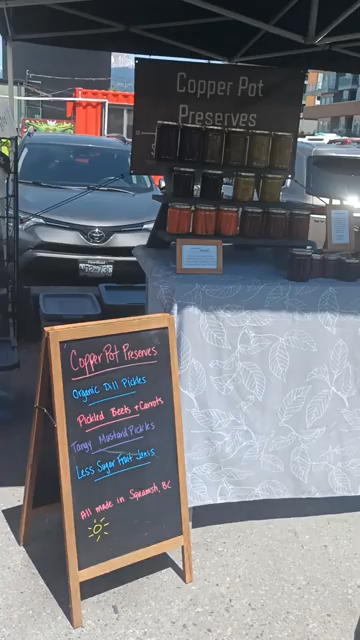 Copper Pot
Preserves
Copper Pot Preserves
Organic Dill Pickles
Pickled Beets + Carrots
Tangy Mustard Pickles
Less Sugar Fruit Jams
All made in Squamish, BC